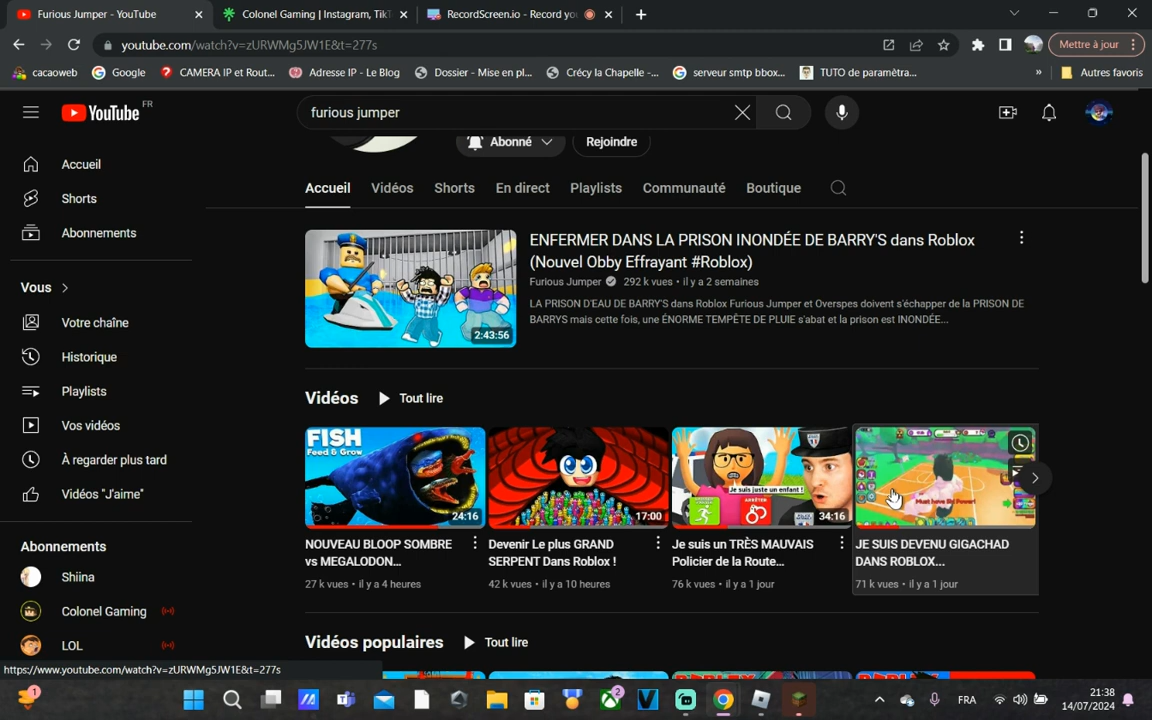 Furious Jumper - YouTube
Colonel Gaming | Instagram, TikT
RecordScreen.io - Record yo
youtube.com/watch?v=zURWMg5JW1E&t=277s
Mettre à jour
cacaoweb
Google
CAMERA IP et Rout...
Adresse IP - Le Blog
Dossier - Mise en pl...
Crécy la Chapelle -...
serveur smtp bbox...
TUTO de paramètra...
»
Autres favoris
YouTube FR
furious jumper
Abonné
Rejoindre
Accueil
Shorts
Abonnements
Vous
Votre chaîne
Historique
Playlists
Vos vidéos
À regarder plus tard
Vidéos "J'aime"
Abonnements
Shiina
Colonel Gaming
LOL
Accueil Vidéos Shorts En direct Playlists Communauté Boutique
2:43:56
ENFERMER DANS LA PRISON INONDÉE DE BARRY'S dans Roblox
(Nouvel Obby Effrayant #Roblox)
Furious Jumper 292 k vues • il y a 2 semaines
LA PRISON D'EAU DE BARRY'S dans Roblox Furious Jumper et Overspes doivent s'échapper de la PRISON DE
BARRYS mais cette fois, une ÉNORME TEMPÊTE DE PLUIE s'abat et la prison est INONDÉE...
Vidéos Tout lire
FISH
Feed & Grow
24:16
NOUVEAU BLOOP SOMBRE
vs MEGALODON...
27 k vues • il y a 4 heures
17:00
Devenir Le plus GRAND
SERPENT Dans Roblox !
42 k vues • il y a 10 heures
Je suis juste un enfant !
ARRÊTER
34:16
Je suis un TRÈS MAUVAIS
Policier de la Route...
76 k vues • il y a 1 jour
JE SUIS DEVENU GIGACHAD
DANS ROBLOX...
71 k vues • il y a 1 jour
Vidéos populaires Tout lire
https://www.youtube.com/watch?v=zURWMg5JW1E&t=277s
1
2
FRA
21:38
14/07/2024